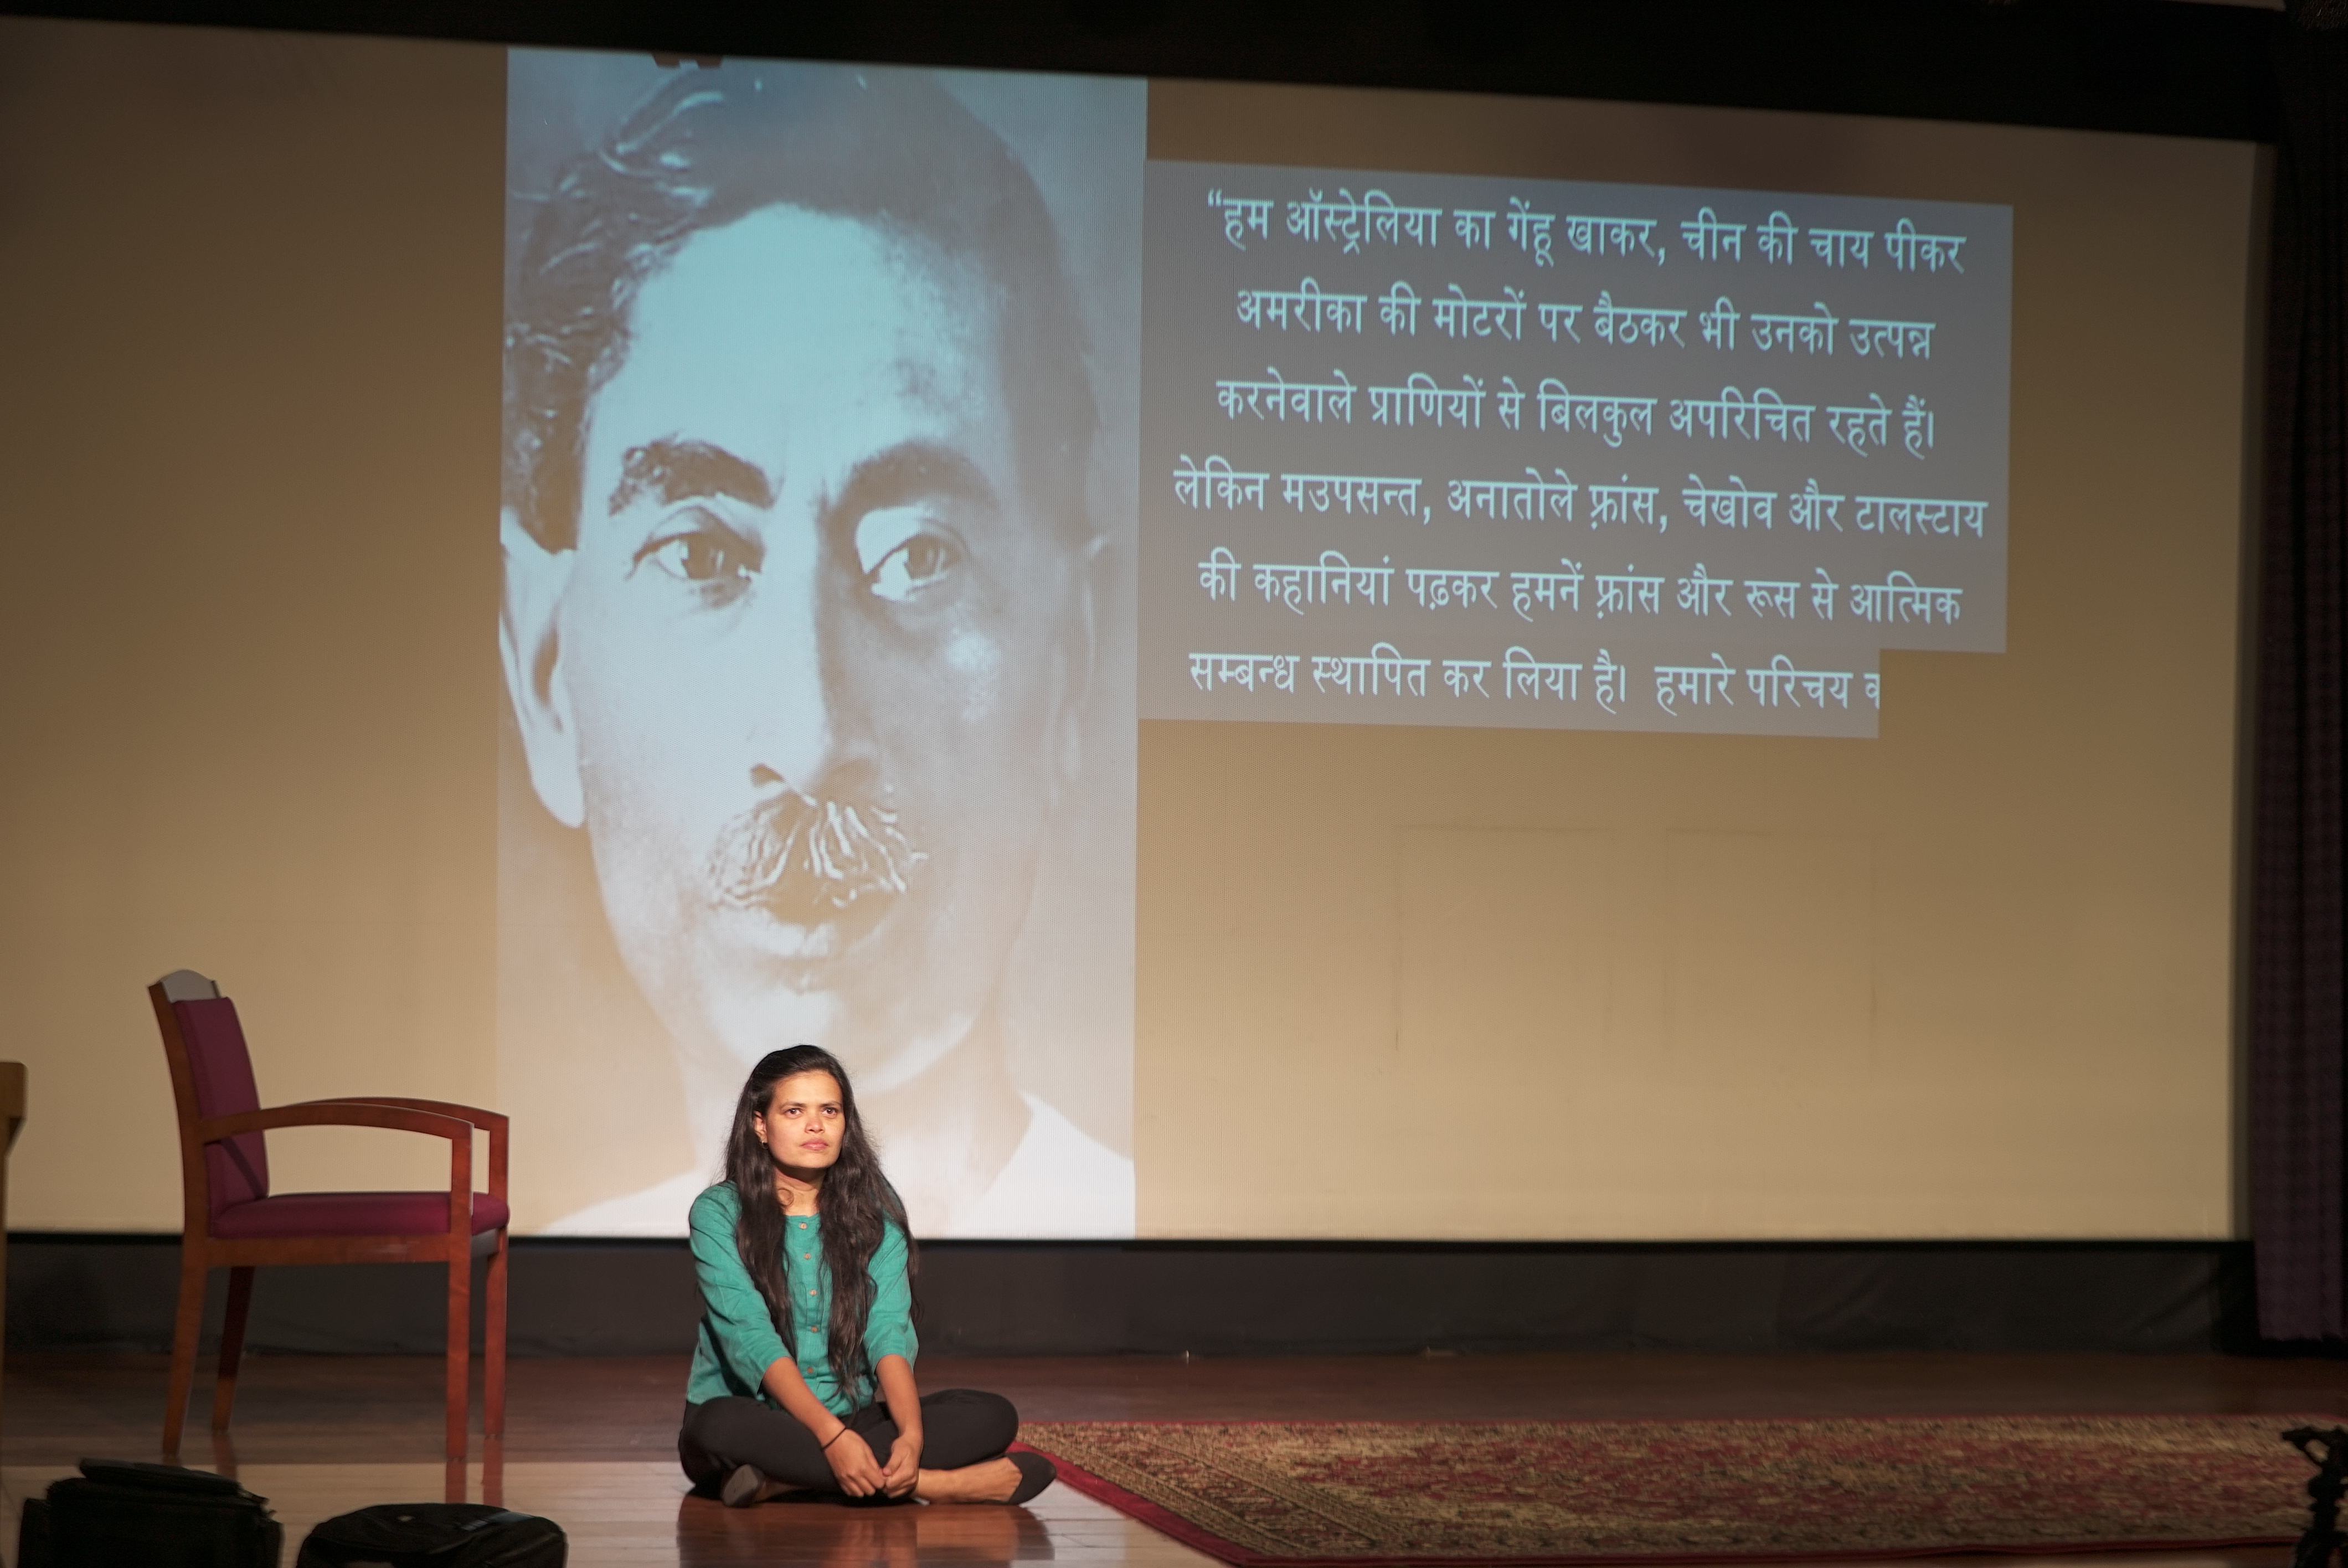 “हम ऑस्ट्रेलिया का गेंहू खाकर, चीन की चाय पीकर
अमरीका की मोटरों पर बैठकर भी उनको उत्पन्न
करनेवाले प्राणियों से बिलकुल अपरिचित रहते हैं।
लेकिन मउपसन्त, अनातोले फ़्रांस, चेखोव और टालस्टाय
की कहानियां पढ़कर हमनें फ़्रांस और रूस से आत्मिक
सम्बन्ध स्थापित कर लिया है। हमारे परिचय